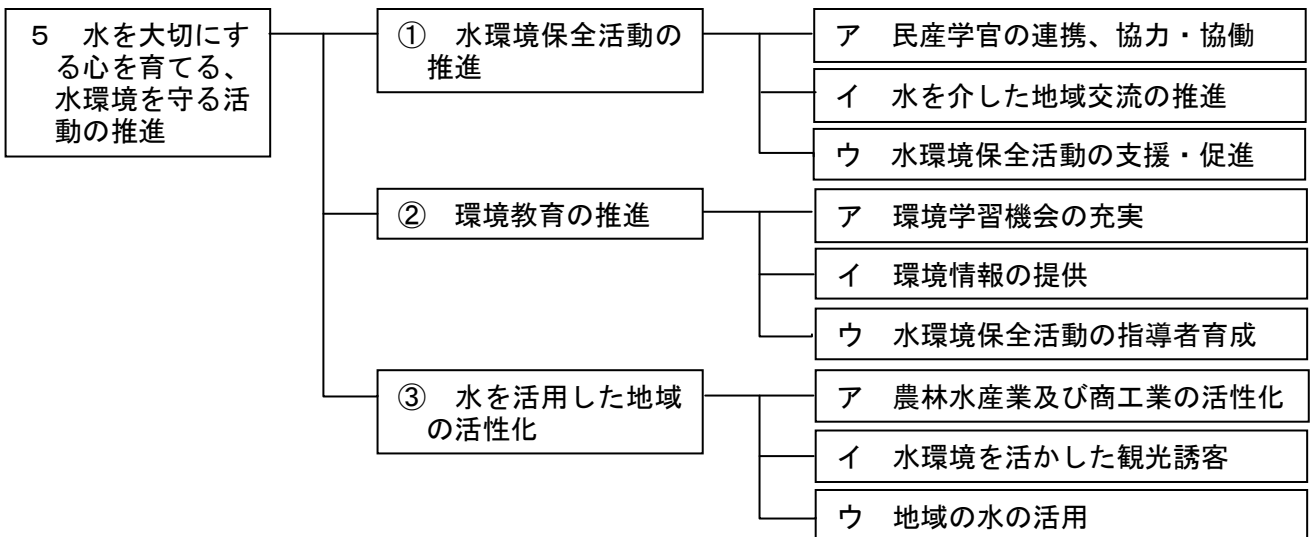 5　水を大切にす
る心を育てる、
水環境を守る活
動の推進
①　水環境保全活動の
推進
ア　民産学官の連携、協力・協働
イ　水を介した地域交流の推進
ウ　水環境保全活動の支援・促進
②　環境教育の推進
ア　環境学習機会の充実
イ　環境情報の提供
ウ　水環境保全活動の指導者育成
③　水を活用した地域
の活性化
ア　農林水産業及び商工業の活性化
イ　水環境を活かした観光誘客
ウ　地域の水の活用